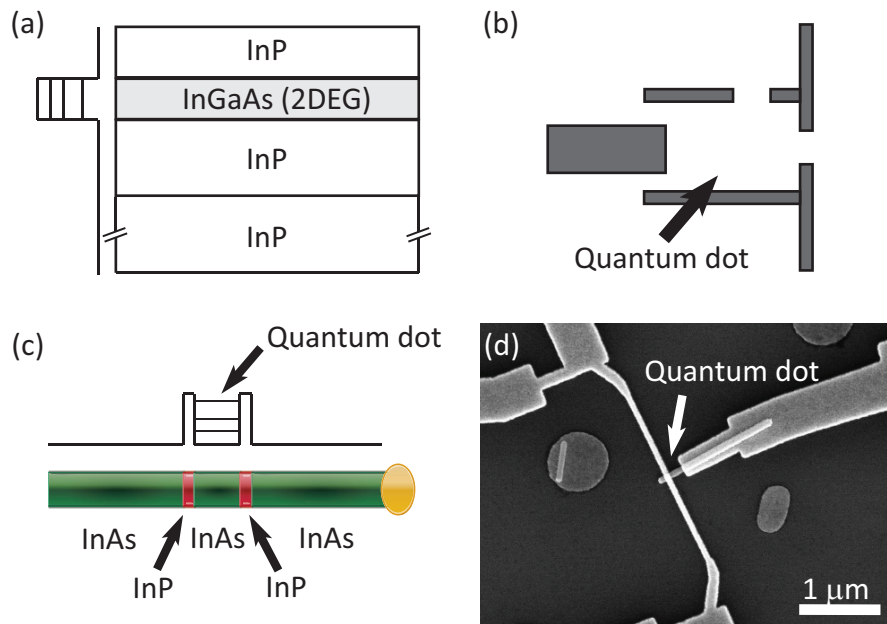 (a)
InP
InGaAs (2DEG)
InP
InP
(b)
Quantum dot
(c)
Quantum dot
InAs InAs InAs
InP InP
(d)
Quantum dot
1 μm